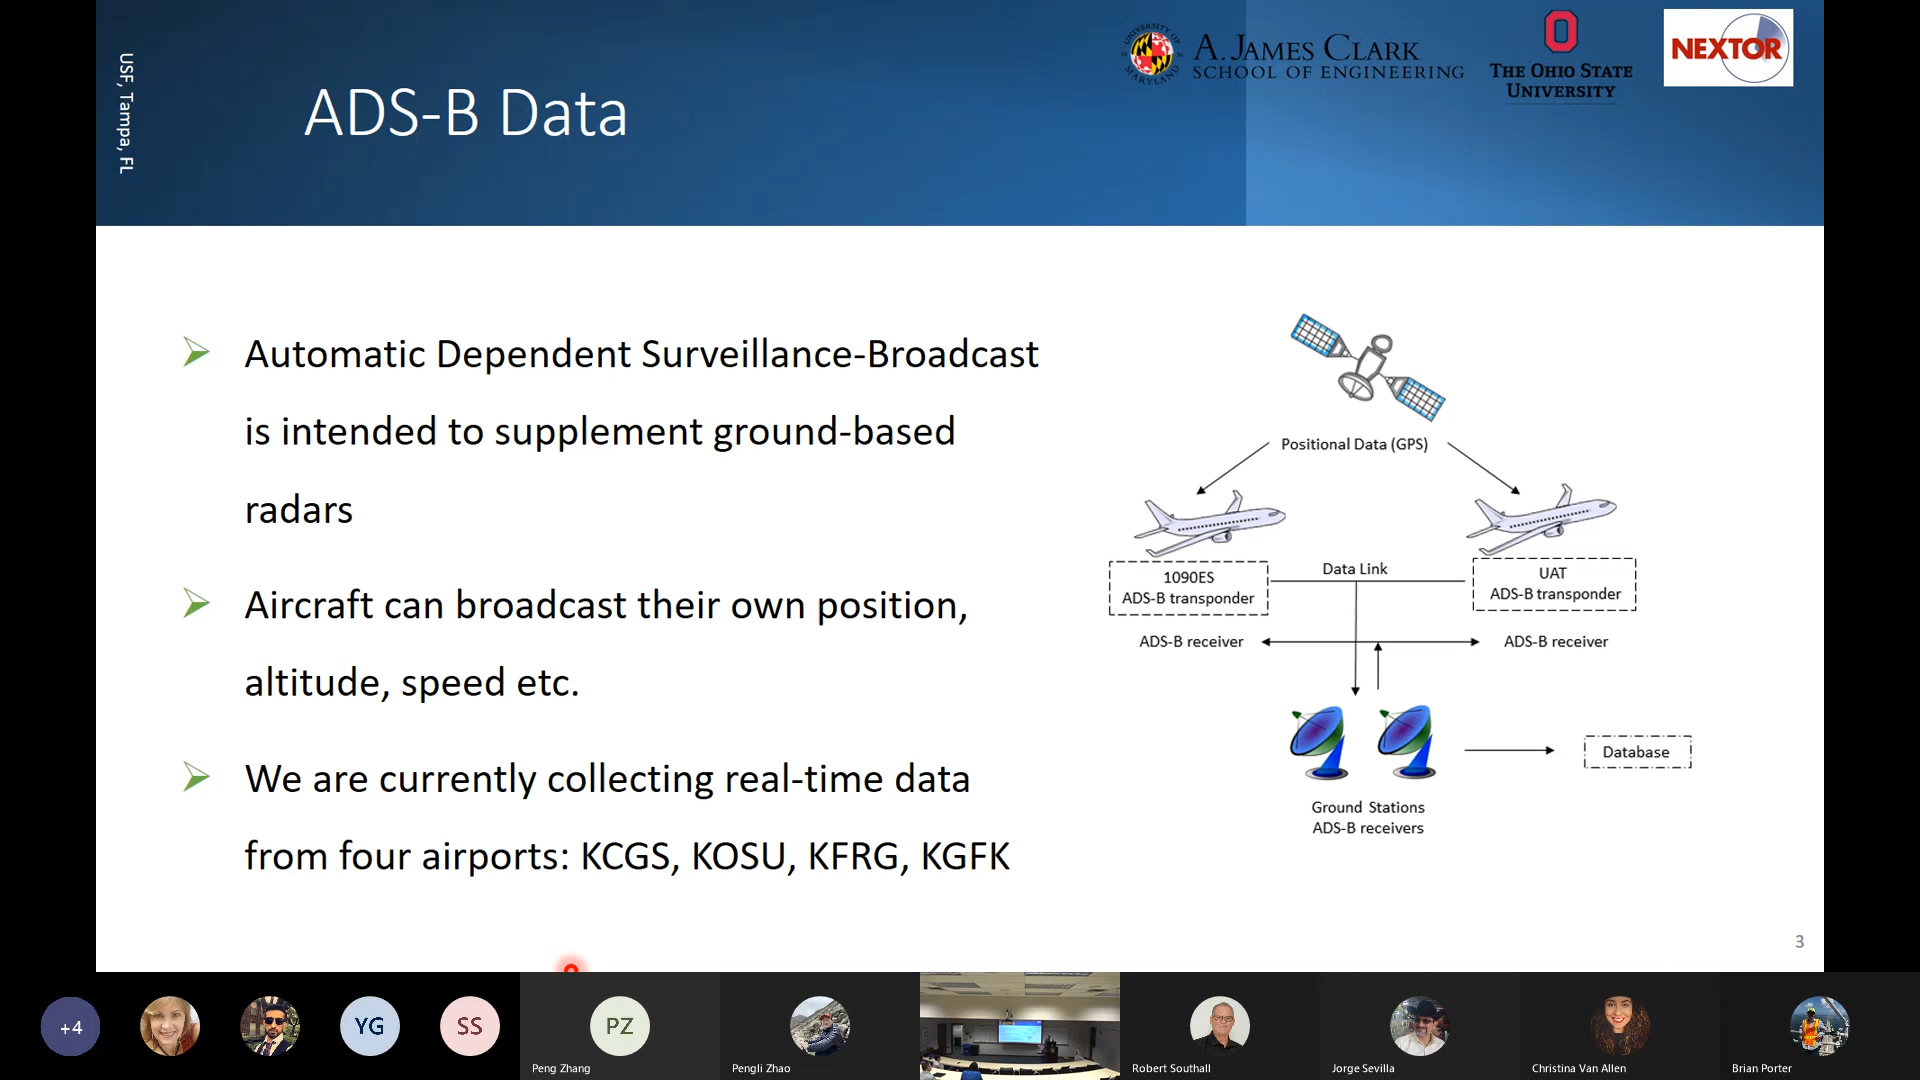 USF, Tampa, FL
ADS-B Data
UNIVERSITY OF
MARYLAND
A. JAMES CLARK
SCHOOL OF ENGINEERING
THE OHIO STATE
UNIVERSITY
NEXTOR
Automatic Dependent Surveillance-Broadcast
is intended to supplement ground-based
radars
Aircraft can broadcast their own position,
altitude, speed etc.
We are currently collecting real-time data
from four airports: KCGS, KOSU, KFRG, KGFK
Positional Data (GPS)
1090ES
ADS-B transponder
Data Link
UAT
ADS-B transponder
ADS-B receiver
ADS-B receiver
Database
Ground Stations
ADS-B receivers
3
+4
YG
SS
PZ
Peng Zhang
Pengli Zhao
Robert Southall
Jorge Sevilla
Christina Van Allen
Brian Porter